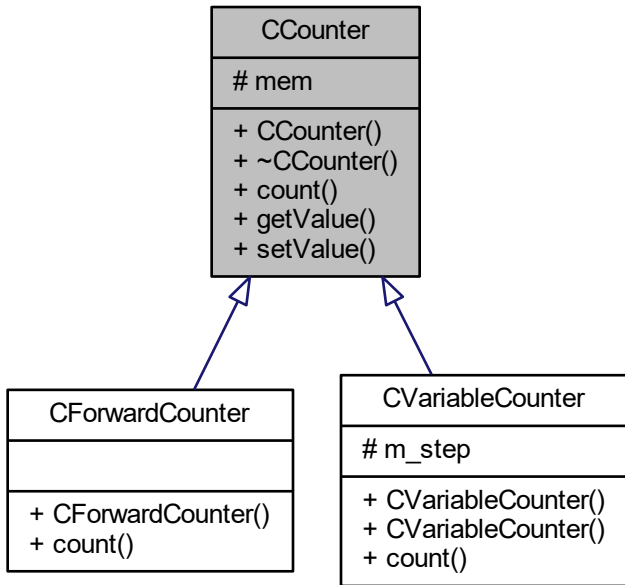 CCounter
# mem
+ CCounter()
+ ~CCounter()
+ count()
+ getValue()
+ setValue()
CForwardCounter
+ CForwardCounter()
+ count()
CVariableCounter
# m_step
+ CVariableCounter()
+ CVariableCounter()
+ count()